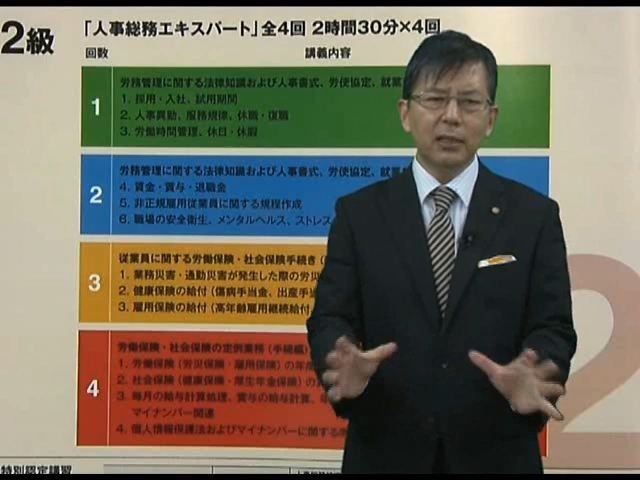 2級 「人事総務エキスパート」全4回 2時間30分×4回
回数 講義内容
1
労務管理に関する法律知識および人事書式、労使協定、就業
1. 採用・入社、試用期間
2. 人事異動、服務規律、休職・復職
3. 労働時間管理、休日・休暇
2
労務管理に関する法律知識および人事書式、労使協定、就業
4. 賃金・賞与・退職金
5. 非正規雇用従業員に関する規程作成
6. 職場の安全衛生、メンタルヘルス、ストレス
3
従業員に関する労働保険・社会保険手続き(
1. 業務災害・通勤災害が発生した際の労災
2. 健康保険の給付(傷病手当金、出産手当
3. 雇用保険の給付(高年齢雇用継続給付
4
労働保険・社会保険の定例業務(手続編)
1. 労働保険(労災保険・雇用保険)の年度
2. 社会保険(健康保険・厚生年金保険)の
3. 毎月の給与計算処理、賞与の給与計算、年
マイナンバー関連
4. 個人情報保護法およびマイナンバーに関する
2
特別認定講習